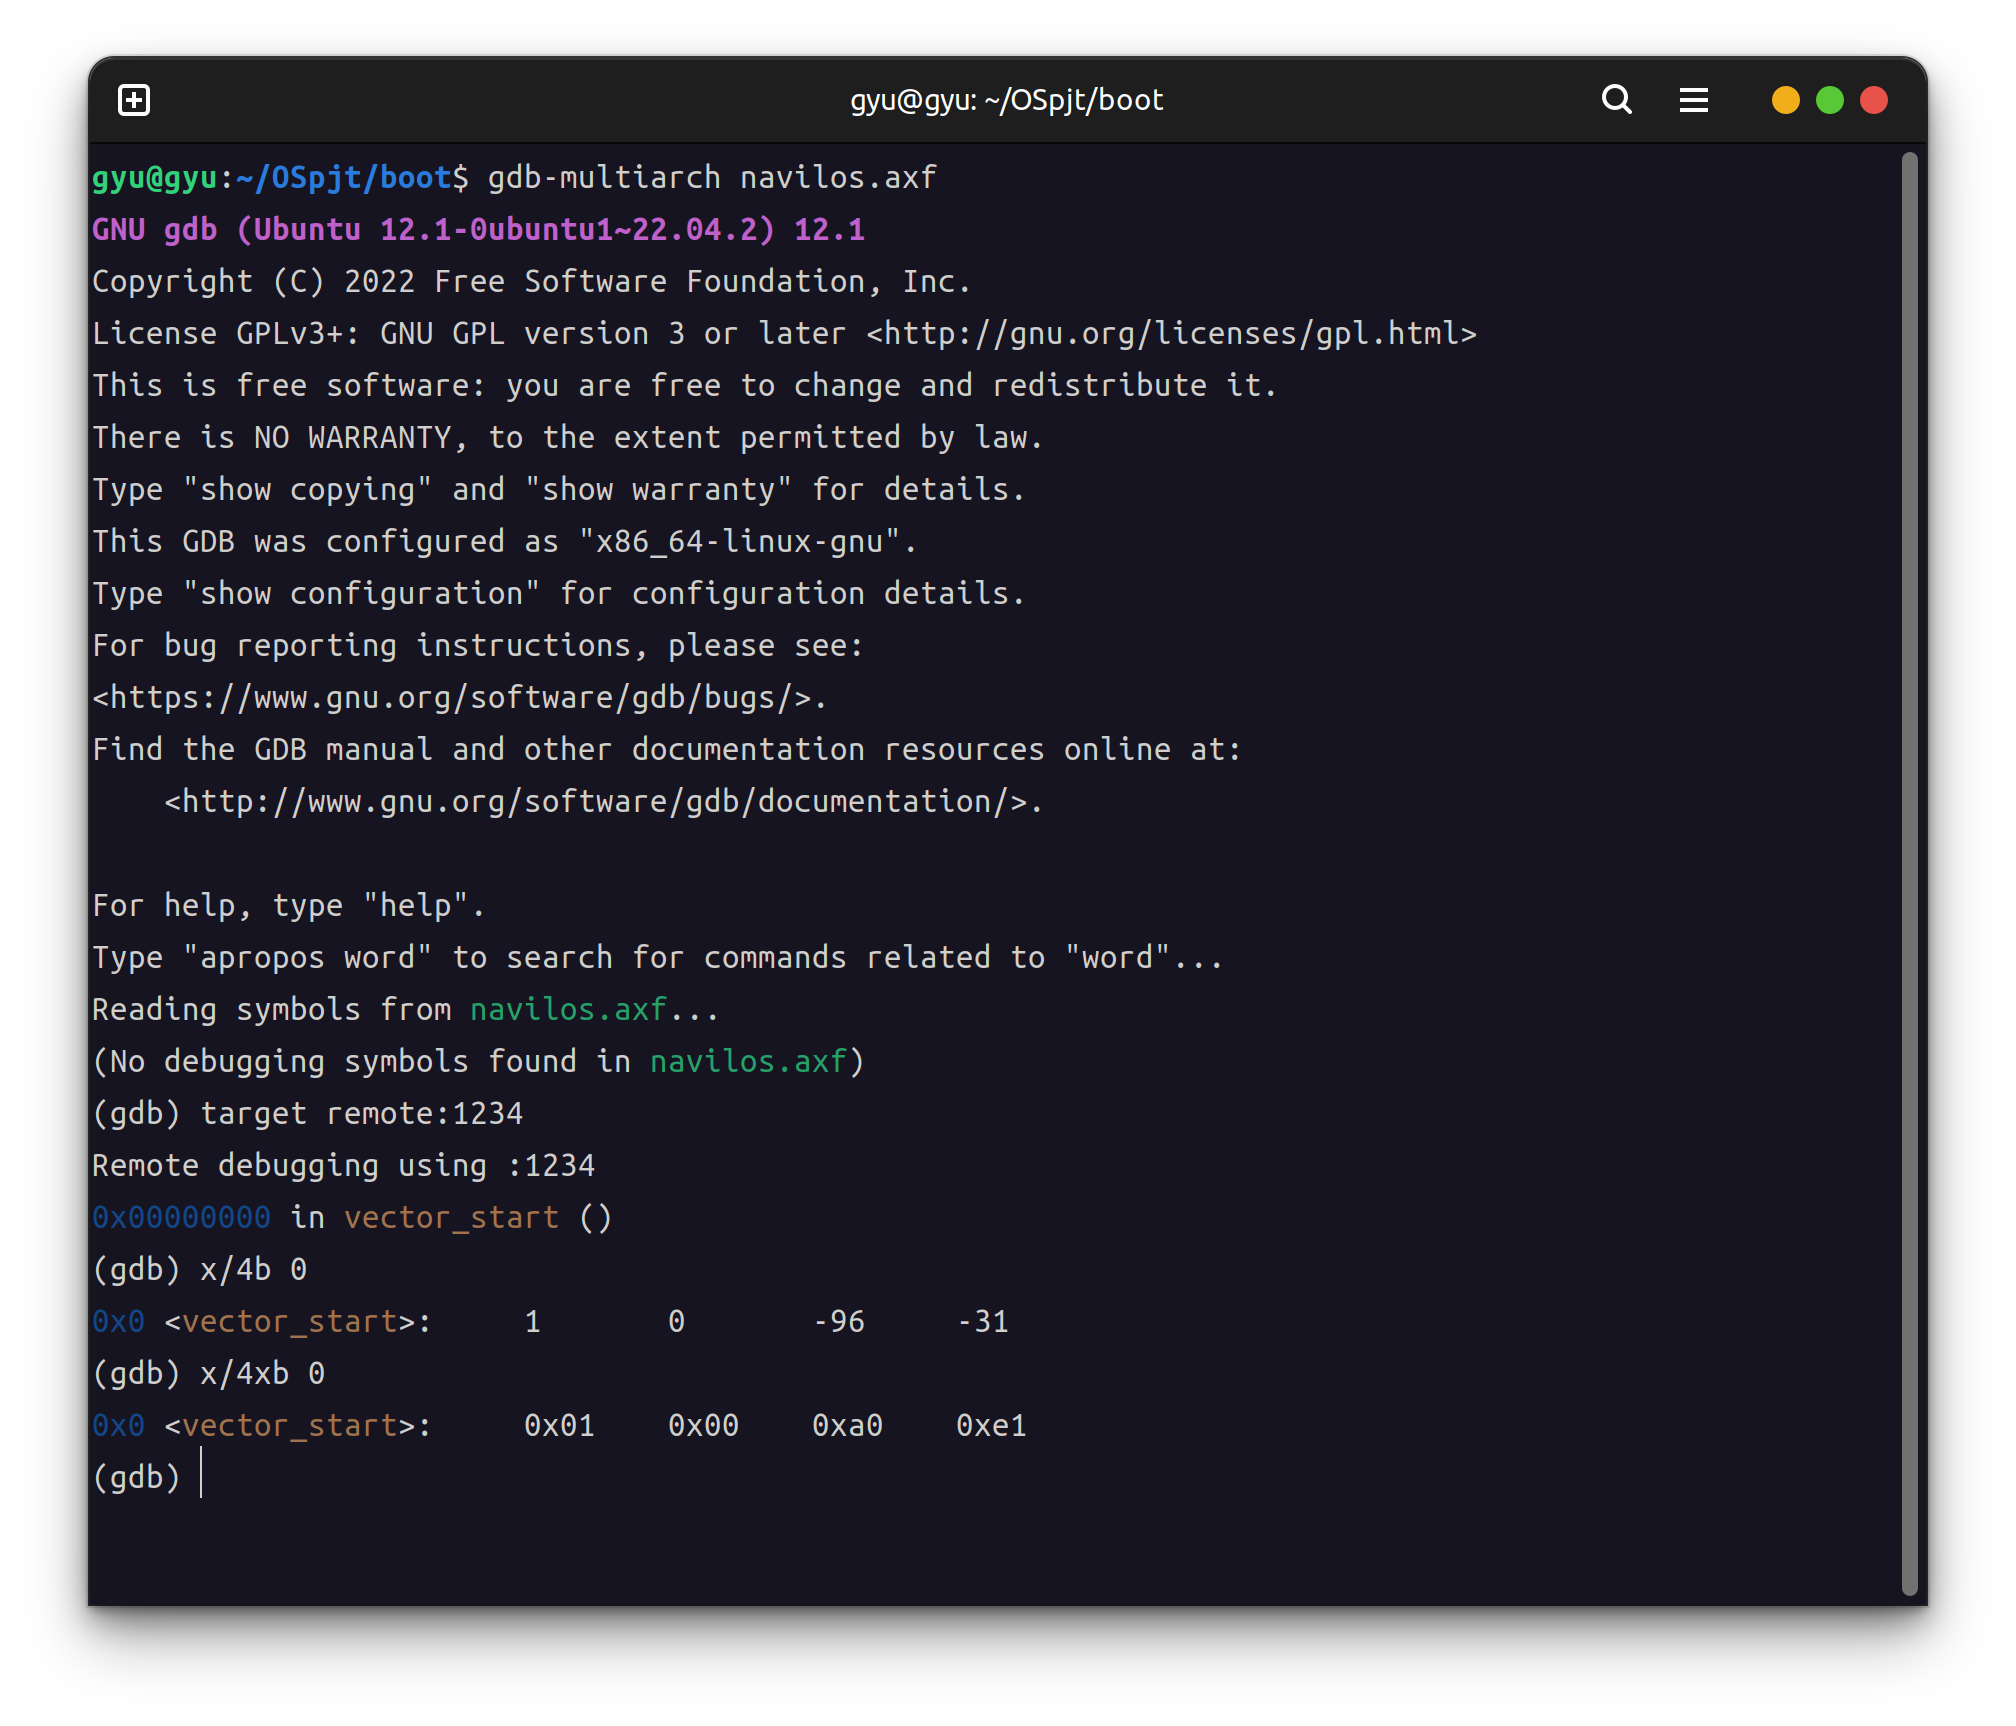 gyu@gyu: ~/OSpjt/boot
gyu@gyu:~/OSpjt/boot$ gdb-multiarch navilos.axf
GNU gdb (Ubuntu 12.1-0ubuntu1~22.04.2) 12.1
Copyright (C) 2022 Free Software Foundation, Inc.
License GPLv3+: GNU GPL version 3 or later <http://gnu.org/licenses/gpl.html>
This is free software: you are free to change and redistribute it.
There is NO WARRANTY, to the extent permitted by law.
Type "show copying" and "show warranty" for details.
This GDB was configured as "x86_64-linux-gnu".
Type "show configuration" for configuration details.
For bug reporting instructions, please see:
<https://www.gnu.org/software/gdb/bugs/>.
Find the GDB manual and other documentation resources online at:
    <http://www.gnu.org/software/gdb/documentation/>.
For help, type "help".
Type "apropos word" to search for commands related to "word"...
Reading symbols from navilos.axf...
(No debugging symbols found in navilos.axf)
(gdb) target remote:1234
Remote debugging using :1234
0x00000000 in vector_start ()
(gdb) x/4b 0
0x0 <vector_start>:     1       0       -96     -31
(gdb) x/4xb 0
0x0 <vector_start>:     0x01    0x00    0xa0    0xe1
(gdb)